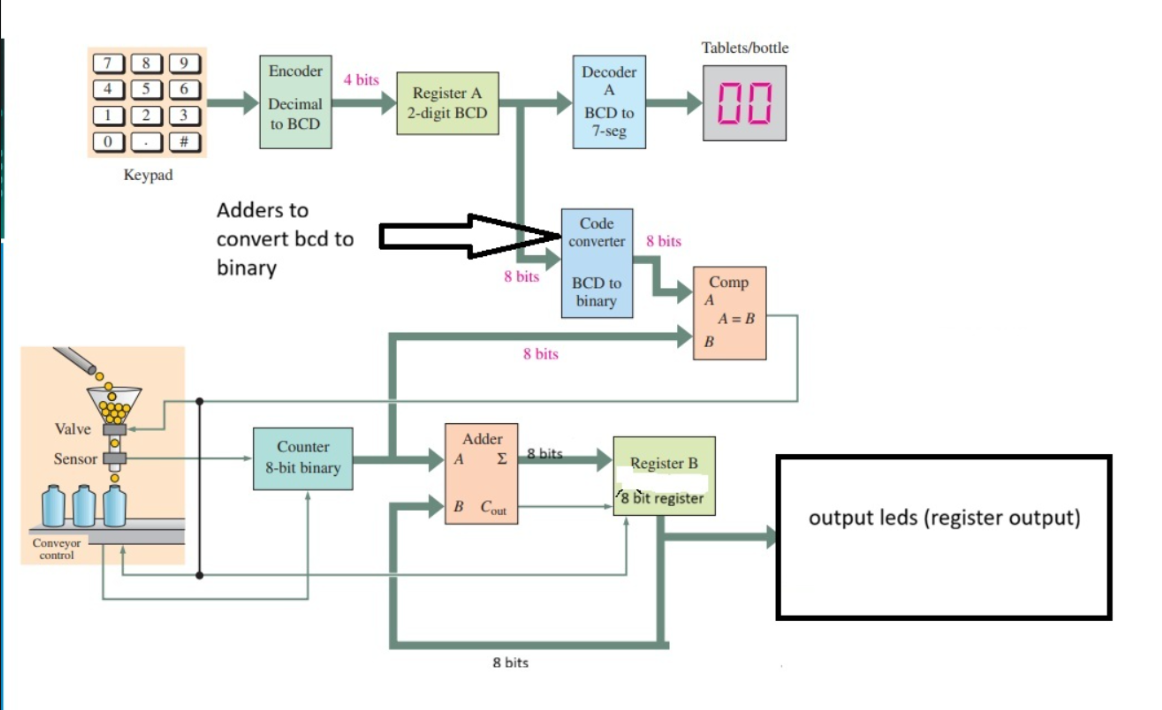 Tablets/bottle
7 8 9
4 5 6
1 2 3
0 . #
Keypad
Encoder
Decimal
to BCD
4 bits
Register A
2-digit BCD
Decoder
A
BCD to
7-seg
00
Adders to
convert bcd to
binary
8 bits
Code
converter
BCD to
binary
8 bits
Comp
A
A = B
B
8 bits
Valve
Sensor
Conveyor
control
Counter
8-bit binary
Adder
A Σ
B Cout
8 bits
Register B
8 bit register
output leds (register output)
8 bits